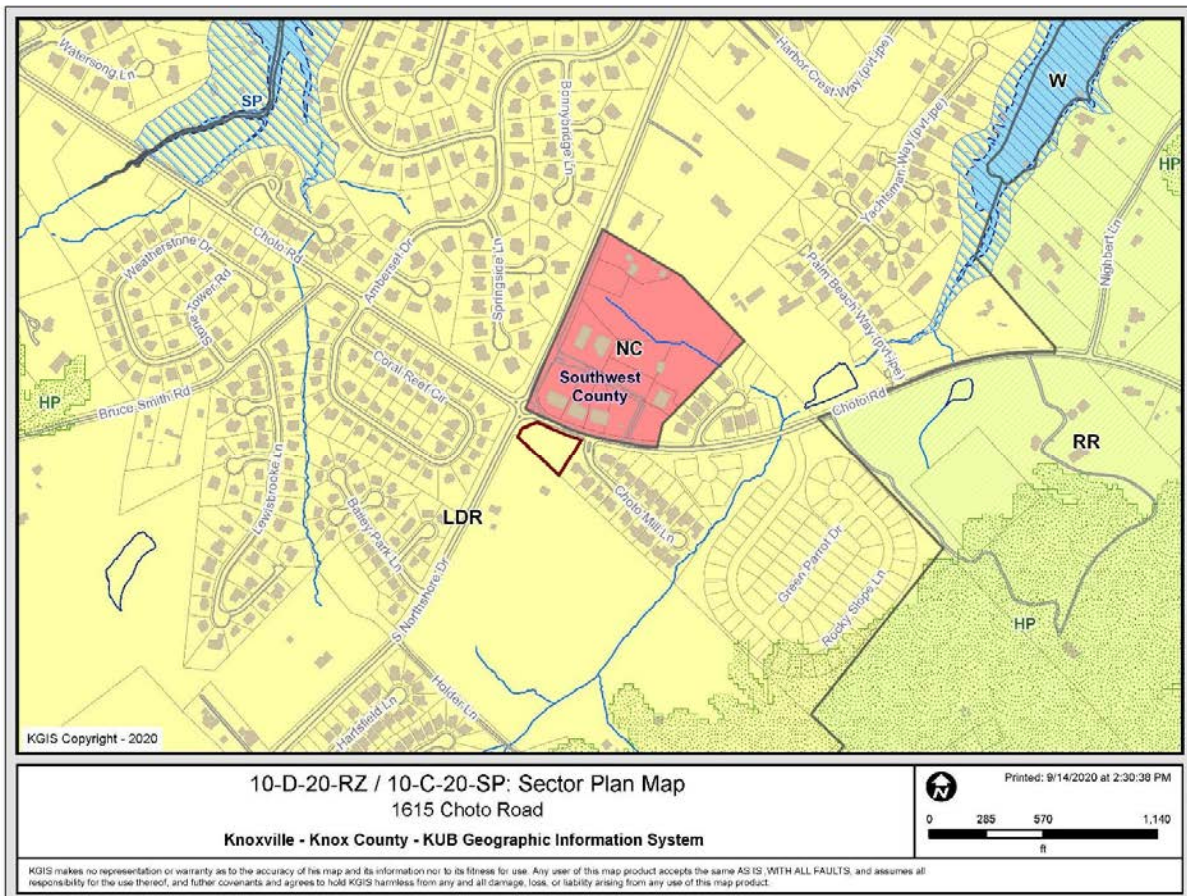 Watersong Ln
SP
Bonnybridge Ln
Harbor Crest Way (pvt-jpe)
W
HP
Yachtsman Way (pvt-jpe)
Nighbert Ln
Choto Rd
Weatherstone Dr
Amberset Dr
Springside Ln
Stone Tower Rd
Palm Beach Way (pvt-jpe)
NC
Southwest
County
Coral Reef Cir
HP
Bruce Smith Rd
Choto Rd
RR
Lewisbrooke Ln
LDR
Bailey Park Ln
Choto Mill Ln
Green Parrot Dr
Rocky Slope Ln
HP
S Northshore Dr
Holder Ln
Hartsfield Ln
KGIS Copyright - 2020
10-D-20-RZ / 10-C-20-SP: Sector Plan Map
1615 Choto Road
Knoxville - Knox County - KUB Geographic Information System
N
Printed: 9/14/2020 at 2:30:38 PM
0 285 570 1,140
ft
KGIS makes no representation or warranty as to the accuracy of his map and its information nor to its fitness for use. Any user of this map product accepts the same AS IS, WITH ALL FAULTS, and assumes all
responsibility for the use thereof, and futher covenants and agrees to hold KGIS harmless from any and all damage, loss, or liability arising from any use of this map product.